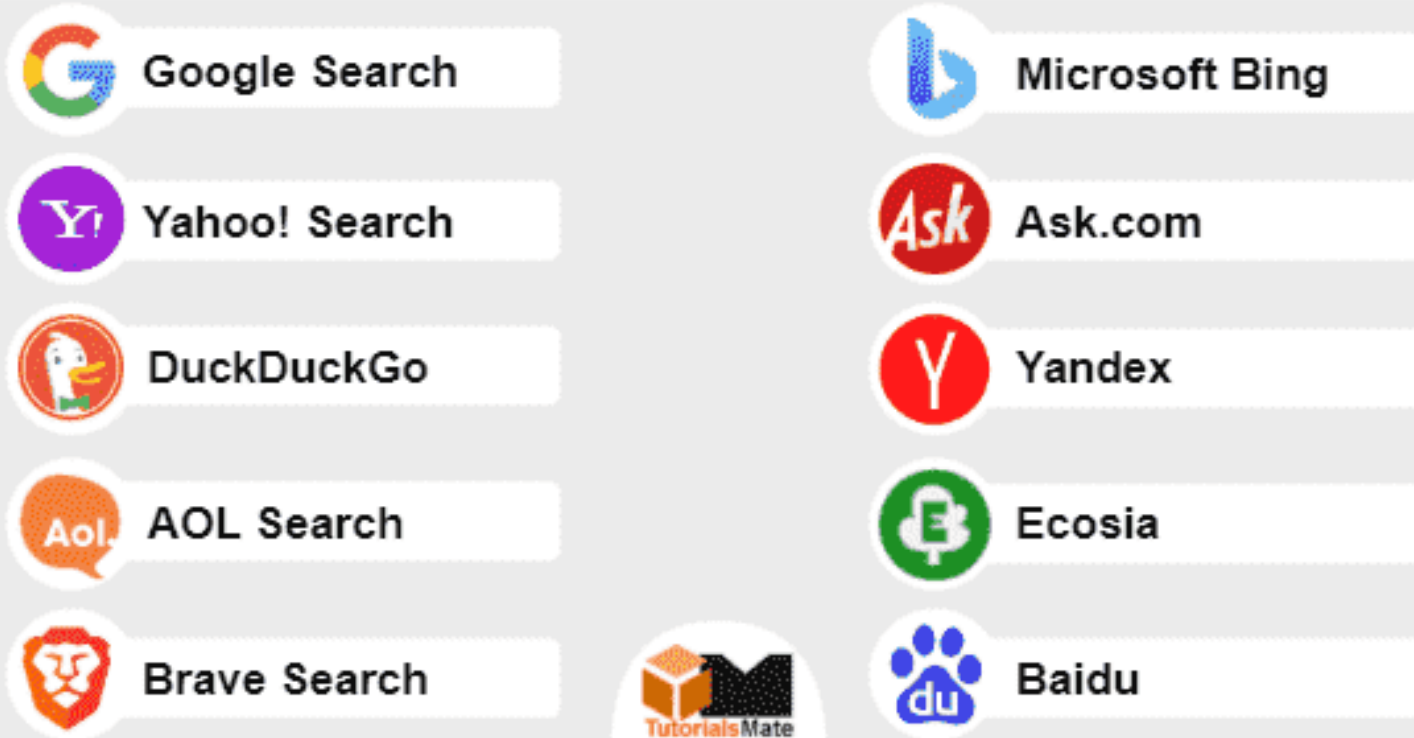 Google Search
Microsoft Bing
Y!
Yahoo! Search
Ask
Ask.com
DuckDuckGo
Y
Yandex
Aol.
AOL Search
E
Ecosia
Brave Search
du
Baidu
TutorialsMate